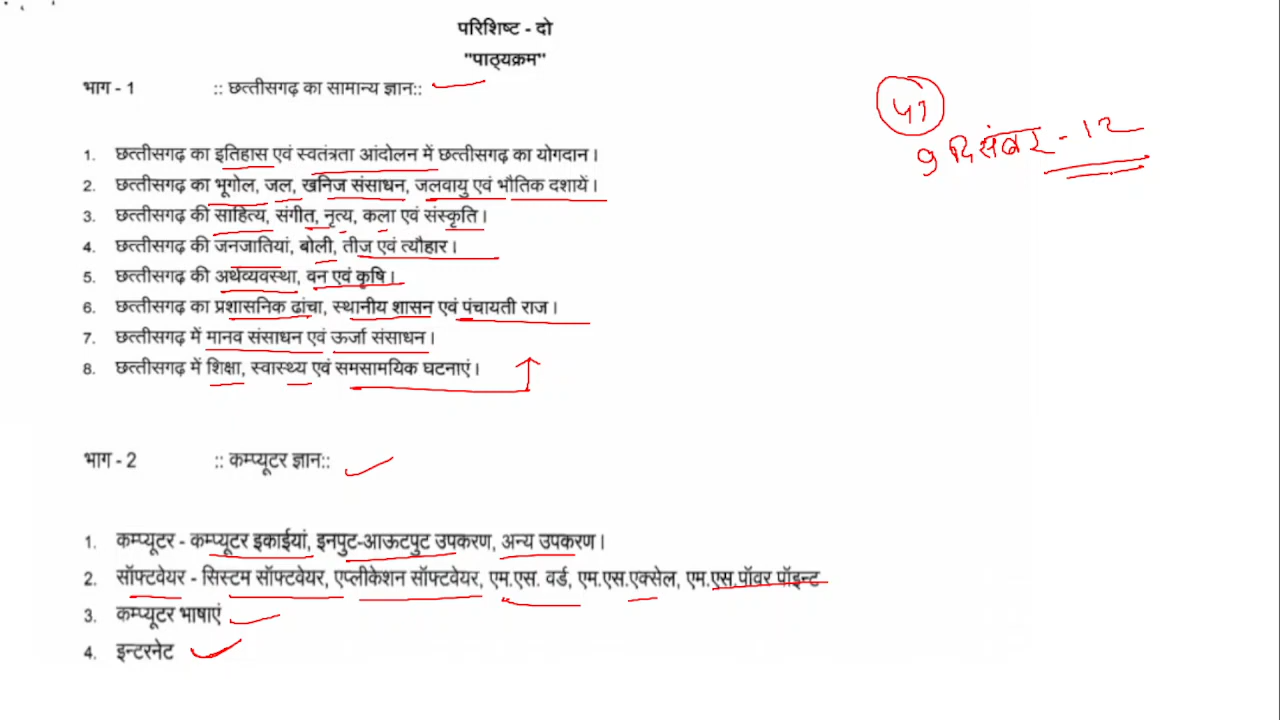 परिशिष्ट - दो
"पाठ्यक्रम"
भाग - 1 :: छत्तीसगढ़ का सामान्य ज्ञान::
1. छत्तीसगढ़ का इतिहास एवं स्वतंत्रता आंदोलन में छत्तीसगढ़ का योगदान।
2. छत्तीसगढ़ का भूगोल, जल, खनिज संसाधन, जलवायु एवं भौतिक दशायें।
3. छत्तीसगढ़ की साहित्य, संगीत, नृत्य, कला एवं संस्कृति।
4. छत्तीसगढ़ की जनजातियां, बोली, तीज एवं त्यौहार।
5. छत्तीसगढ़ की अर्थव्यवस्था, वन एवं कृषि।
6. छत्तीसगढ़ का प्रशासनिक ढांचा, स्थानीय शासन एवं पंचायती राज।
7. छत्तीसगढ़ में मानव संसाधन एवं ऊर्जा संसाधन।
8. छत्तीसगढ़ में शिक्षा, स्वास्थ्य एवं समसामयिक घटनाएं।
9 दिसंबर - 12
भाग - 2 :: कम्प्यूटर ज्ञान::
1. कम्प्यूटर - कम्प्यूटर इकाईयां, इनपुट-आऊटपुट उपकरण, अन्य उपकरण।
2. सॉफ्टवेयर - सिस्टम सॉफ्टवेयर, एप्लीकेशन सॉफ्टवेयर, एम.एस. वर्ड, एम.एस.एक्सेल, एम.एस.पॉवर पॉइन्ट
3. कम्प्यूटर भाषाएं
4. इन्टरनेट